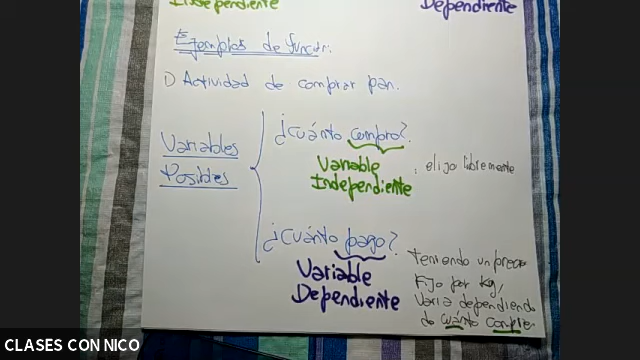 Dependiente
Ejemplos de función.
1) Actividad de comprar pan.
Variables
Posibles
¿Cuánto compro?
Variable
Independiente
: elijo libremente
¿Cuánto pago?
Variable
Dependiente
teniendo un precio
Fijo por Kg,
Varía dependiendo
de cuánto compre.
CLASES CON NICO